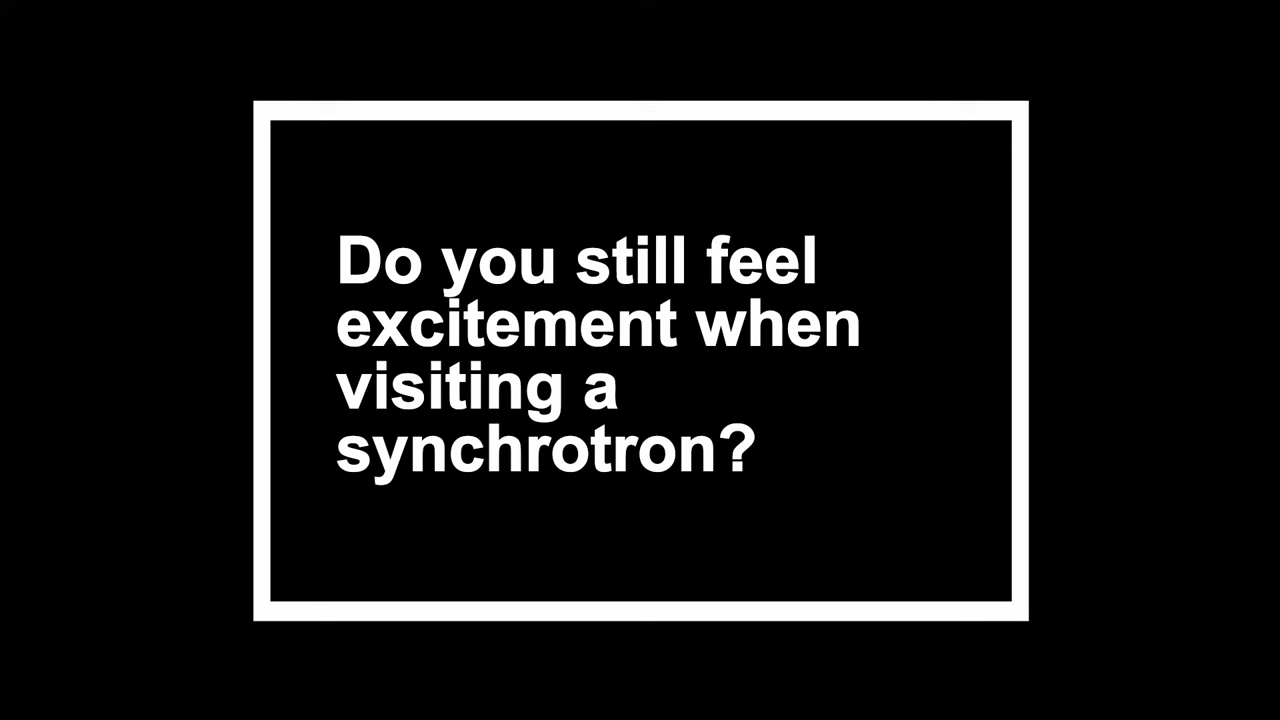 Do you still feel
excitement when
visiting a
synchrotron?